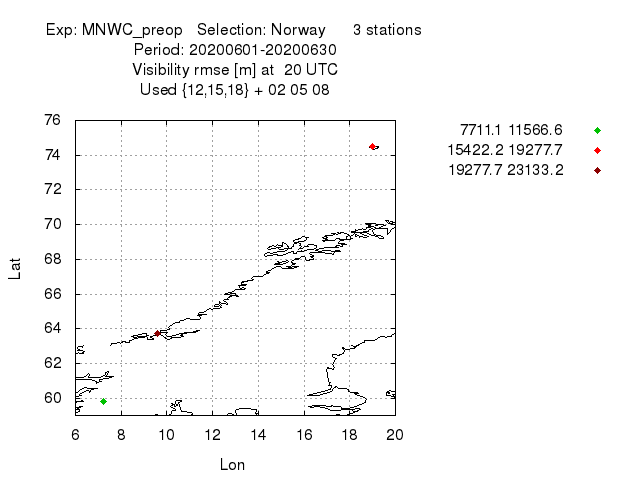 Exp: MNWC_preop Selection: Norway 3 stations
Period: 20200601-20200630
Visibility rmse [m] at 20 UTC
Used {12,15,18} + 02 05 08
7711.1 11566.6
15422.2 19277.7
19277.7 23133.2
76
74
72
70
68
66
64
62
60
Lat
6 8 10 12 14 16 18 20
Lon